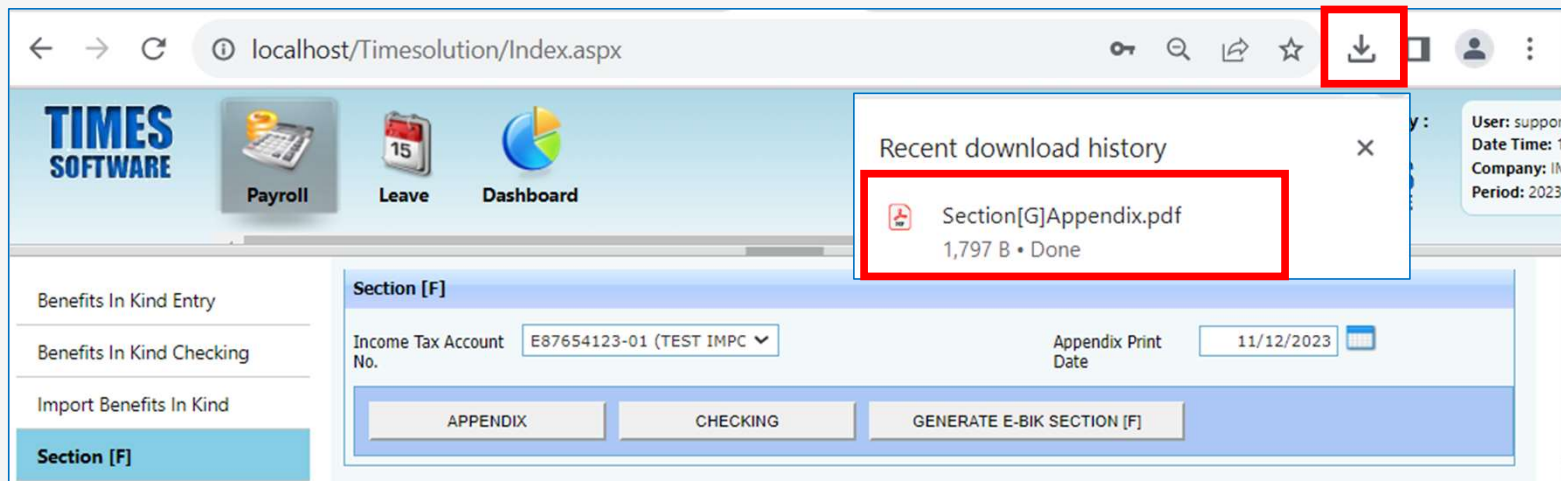 localhost/Timesolution/Index.aspx
TIMES
SOFTWARE
Payroll
15
Leave
Dashboard
Recent download history
Section[G]Appendix.pdf
1,797 B • Done
y :
User: suppor
Date Time: 1
Company: IM
Period: 2023
Benefits In Kind Entry
Benefits In Kind Checking
Import Benefits In Kind
Section [F]
Section [F]
Income Tax Account
No.
E87654123-01 (TEST IMPC
Appendix Print
Date
11/12/2023
APPENDIX
CHECKING
GENERATE E-BIK SECTION [F]